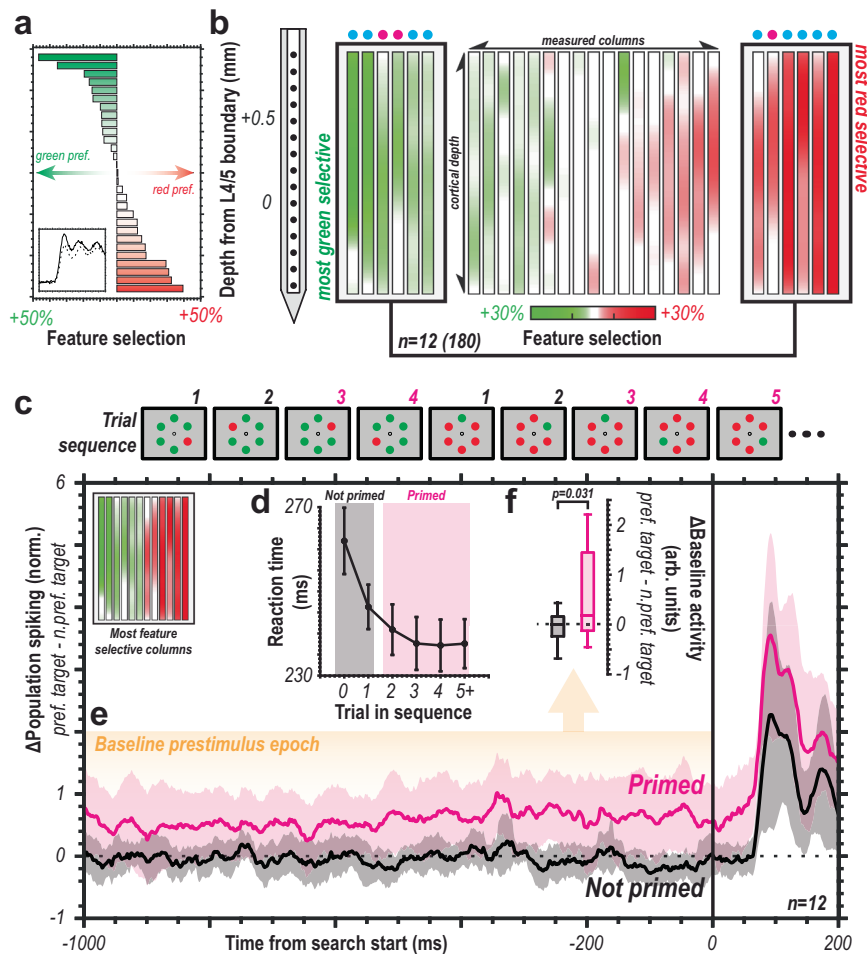 a
green pref.
red pref.
+50%
+50%
Feature selection
b
Depth from L4/5 boundary (mm)
+0.5
0
most green selective
measured columns
cortical depth
most red selective
+30%
+30%
Feature selection
n=12 (180)
c
Trial
sequence
1
2
3
4
1
2
3
4
5
ΔPopulation spiking (norm.)
pref. target - n.pref. target
6
1
0
-1
Most feature
selective columns
d
Not primed
Primed
Reaction time
(ms)
270
230
0 1 2 3 4 5+
Trial in sequence
f
p=0.031
2
1
0
-1
pref. target - n.pref. target
ΔBaseline activity
(arb. units)
e
Baseline prestimulus epoch
Primed
Not primed
n=12
-1000
Time from search start (ms)
-200
0
200